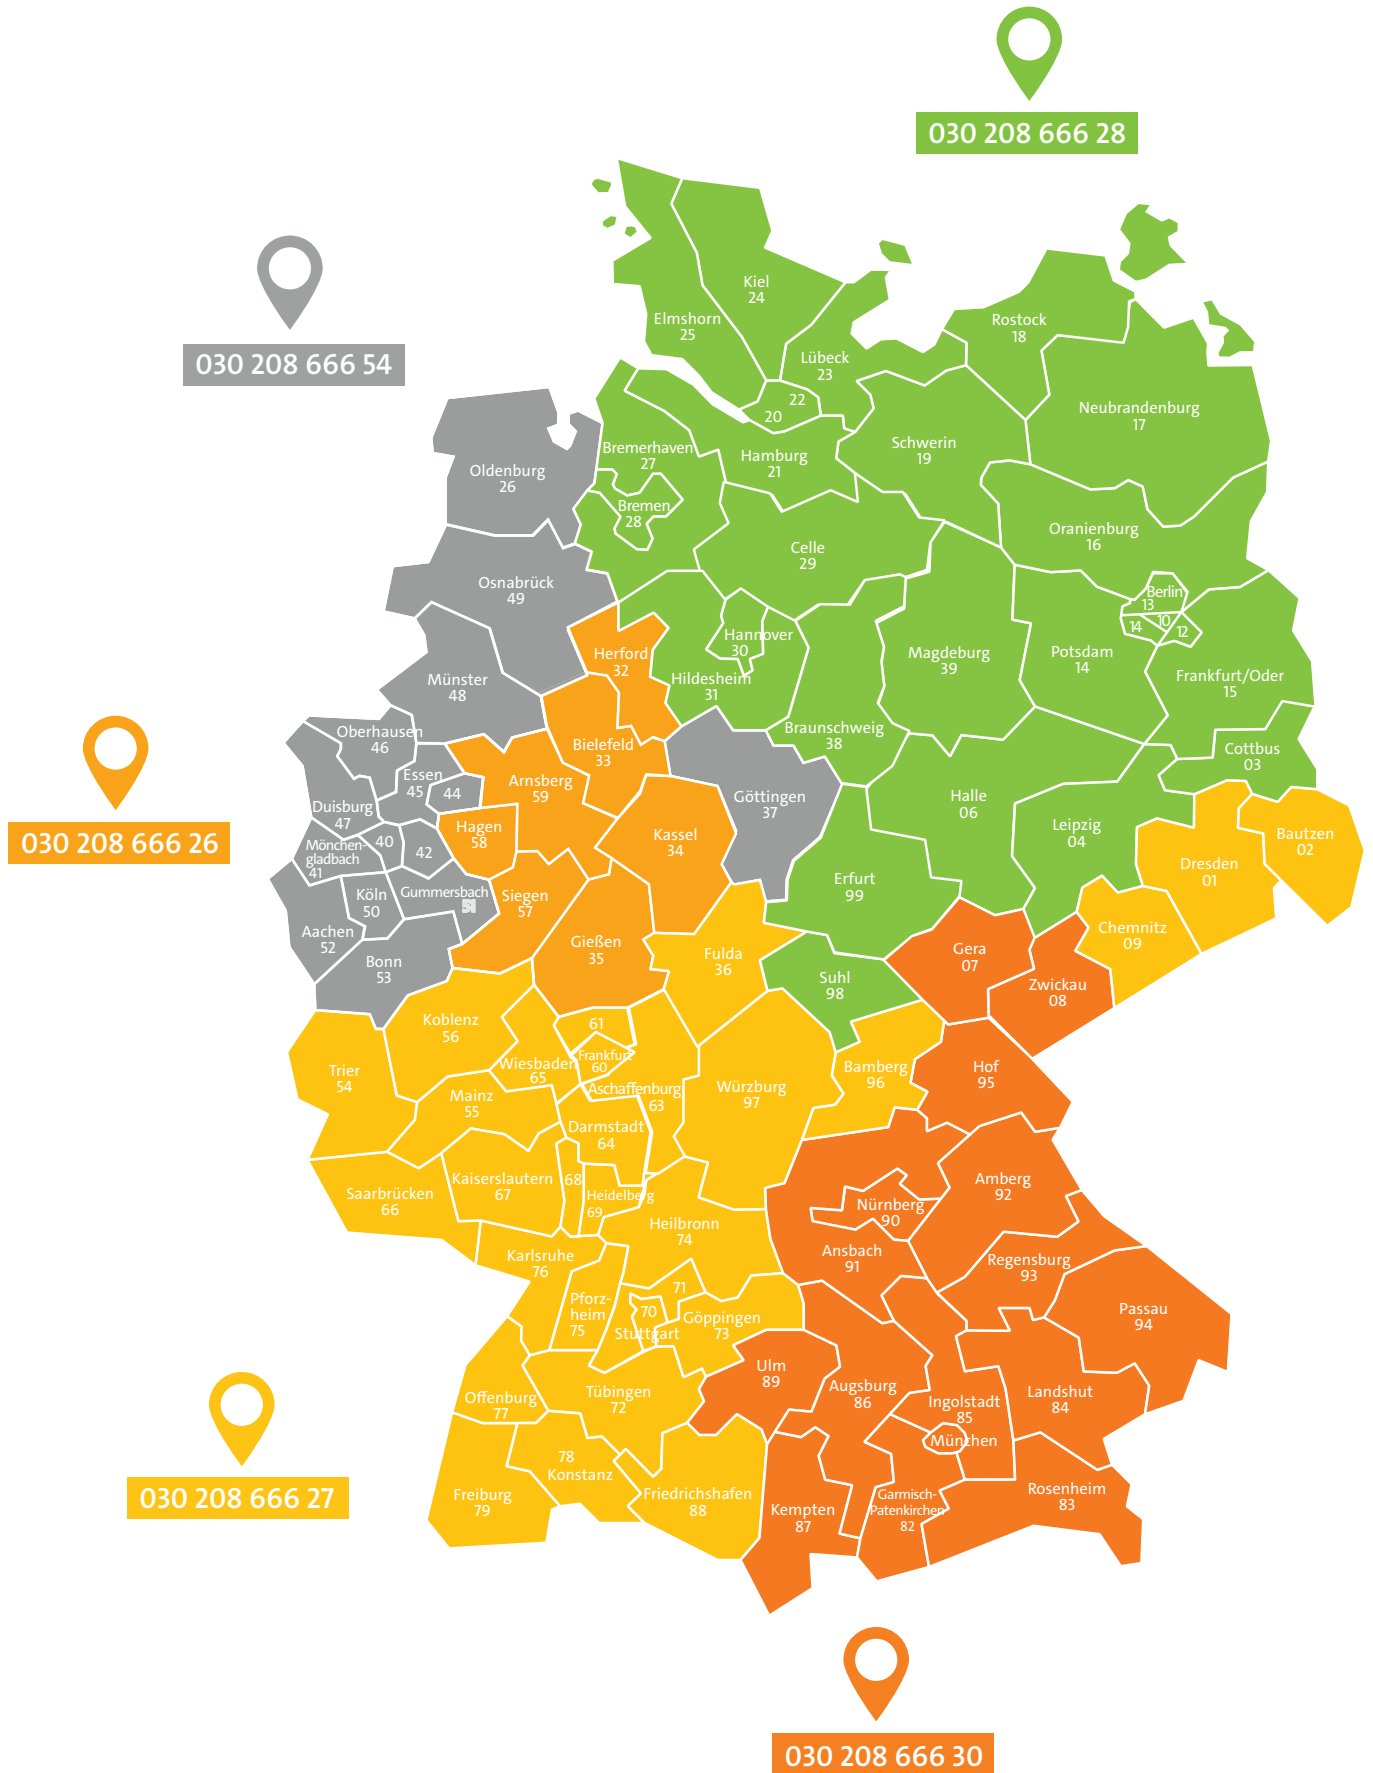 030 208 666 28
030 208 666 54
Kiel
24
Elmshorn
25
Rostock
18
Lübeck
23
22
20
Neubrandenburg
17
Schwerin
19
Bremerhaven
27
Hamburg
21
Oldenburg
26
Bremen
28
Oranienburg
16
Celle
29
Osnabrück
49
Berlin
13
10
14
12
Hannover
30
Herford
32
Magdeburg
39
Potsdam
14
Frankfurt/Oder
15
Hildesheim
31
Münster
48
Oberhausen
46
Braunschweig
38
Bielefeld
33
Cottbus
03
Essen
45
44
Arnsberg
59
Göttingen
37
Halle
06
Duisburg
47
030 208 666 26
Hagen
58
Kassel
34
Leipzig
04
Bautzen
02
40
42
Mönchen-
gladbach
41
Dresden
01
Erfurt
99
Köln
50
Gummersbach
51
Siegen
57
Aachen
52
Gießen
35
Chemnitz
09
Fulda
36
Gera
07
Bonn
53
Suhl
98
Zwickau
08
Koblenz
56
61
Frankfurt
60
Wiesbaden
65
Trier
54
Bamberg
96
Hof
95
Mainz
55
Aschaffenburg
63
Würzburg
97
Darmstadt
64
Kaiserslautern
67
68
Saarbrücken
66
Heidelberg
69
Amberg
92
Nürnberg
90
Heilbronn
74
Ansbach
91
Karlsruhe
76
Regensburg
93
71
Pforz-
heim
75
70
Stuttgart
Göppingen
73
Passau
94
Ulm
89
Augsburg
86
Offenburg
77
Tübingen
72
Ingolstadt
85
Landshut
84
München
78
Konstanz
030 208 666 27
Freiburg
79
Friedrichshafen
88
Kempten
87
Garmisch-
Patenkirchen
82
Rosenheim
83
030 208 666 30